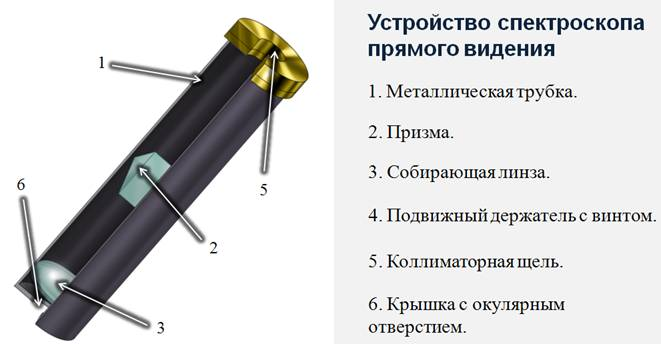 Устройство спектроскопа
прямого видения
1. Металлическая трубка.
2. Призма.
3. Собирающая линза.
4. Подвижный держатель с винтом.
5. Коллиматорная щель.
6. Крышка с окулярным
отверстием.
1
6
5
2
3